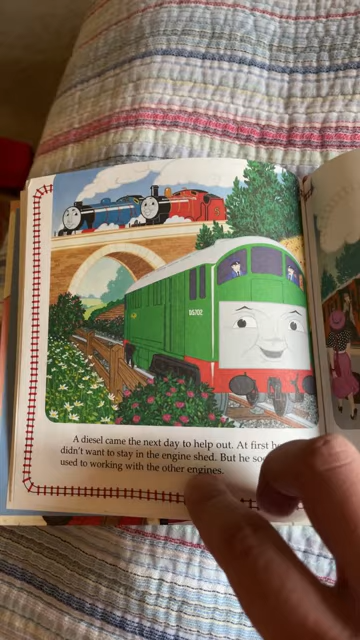 A diesel came the next day to help out. At first
didn't want to stay in the engine shed. But he
used to working with the other engines.